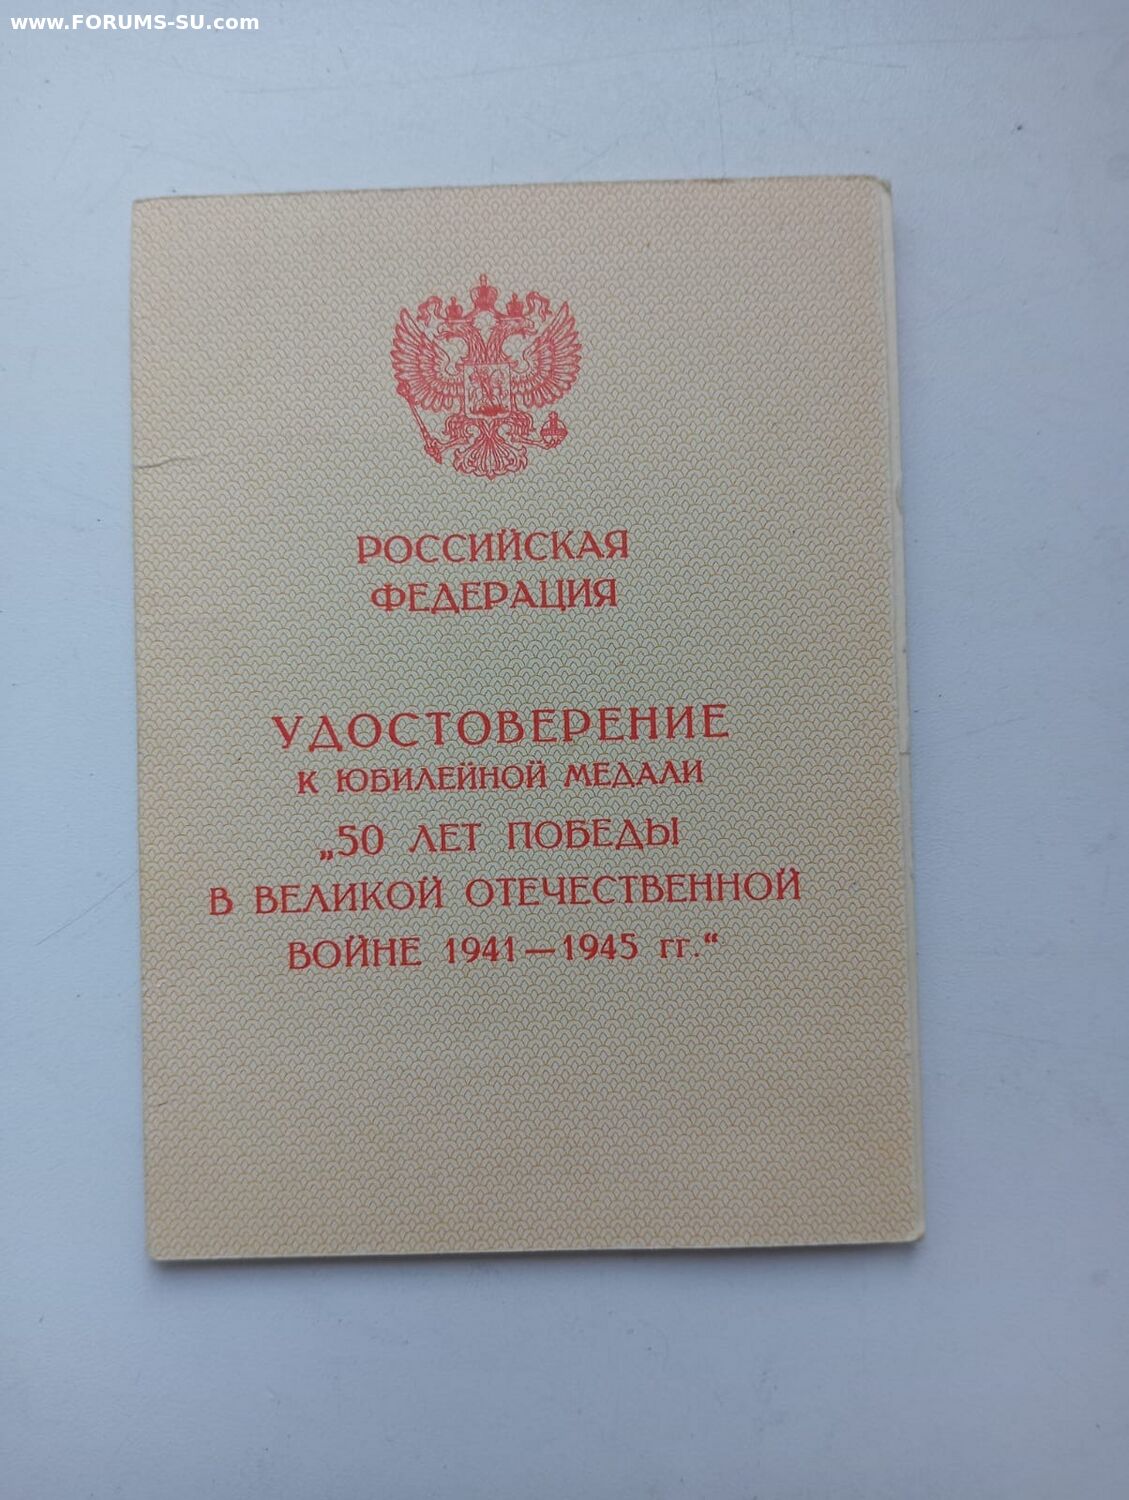 www.FORUMS-SU.com
РОССИЙСКАЯ
ФЕДЕРАЦИЯ
УДОСТОВЕРЕНИЕ
К ЮБИЛЕЙНОЙ МЕДАЛИ
„50 ЛЕТ ПОБЕДЫ
В ВЕЛИКОЙ ОТЕЧЕСТВЕННОЙ
ВОЙНЕ 1941—1945 гг.“